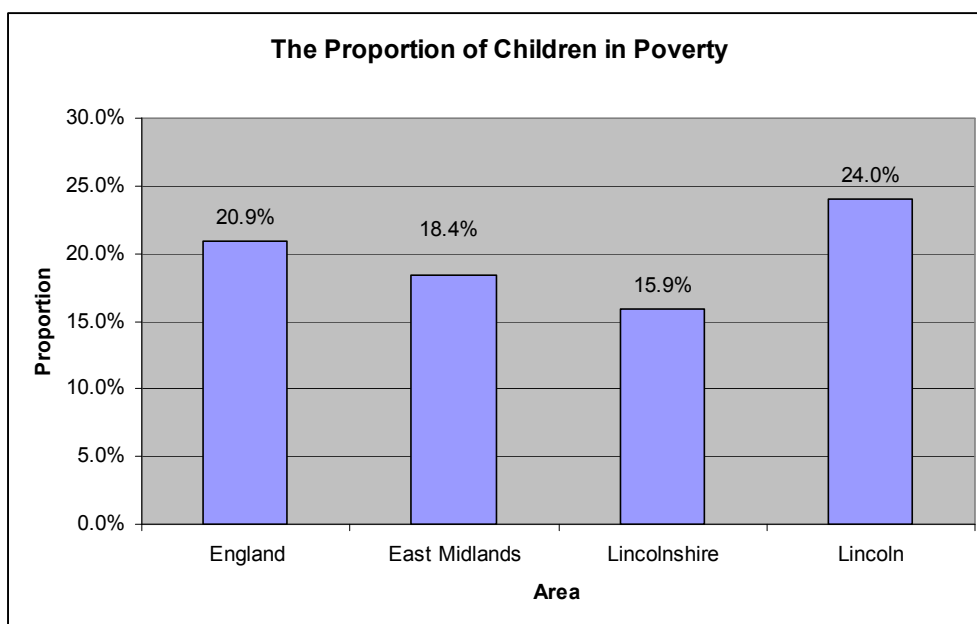 The Proportion of Children in Poverty
30.0%
25.0%
20.0%
15.0%
10.0%
5.0%
0.0%
Proportion
20.9%
18.4%
15.9%
24.0%
England
East Midlands
Lincolnshire
Lincoln
Area